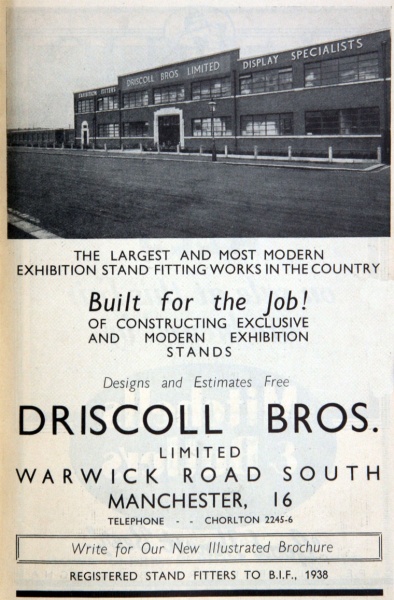 EXHIBITION FITTERS
DRISCOLL BROS LIMITED
DISPLAY SPECIALISTS
THE LARGEST AND MOST MODERN
EXHIBITION STAND FITTING WORKS IN THE COUNTRY
Built for the Job!
OF CONSTRUCTING EXCLUSIVE
AND MODERN EXHIBITION
STANDS
Designs and Estimates Free
DRISCOLL BROS.
LIMITED
WARWICK ROAD SOUTH
MANCHESTER, 16
TELEPHONE - - CHORLTON 2245-6
Write for Our New Illustrated Brochure
REGISTERED STAND FITTERS TO B.I.F., 1938